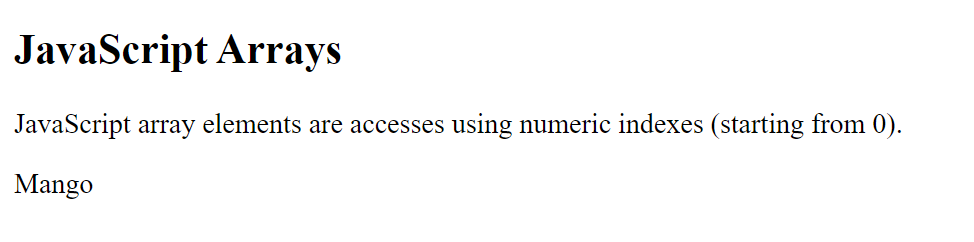 JavaScript Arrays
JavaScript array elements are accesses using numeric indexes (starting from 0).
Mango